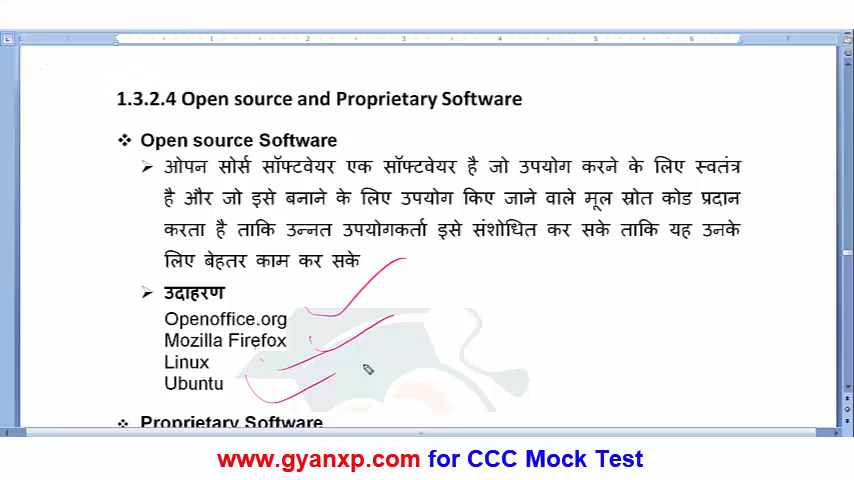 1.3.2.4 Open source and Proprietary Software
Open source Software
ओपन सोर्स सॉफ्टवेयर एक सॉफ्टवेयर है जो उपयोग करने के लिए स्वतंत्र
है और जो इसे बनाने के लिए उपयोग किए जाने वाले मूल स्रोत कोड प्रदान
करता है ताकि उन्नत उपयोगकर्ता इसे संशोधित कर सके ताकि यह उनके
लिए बेहतर काम कर सके
उदाहरण
Openoffice.org
Mozilla Firefox
Linux
Ubuntu
Proprietary Software
www.gyanxp.com for CCC Mock Test